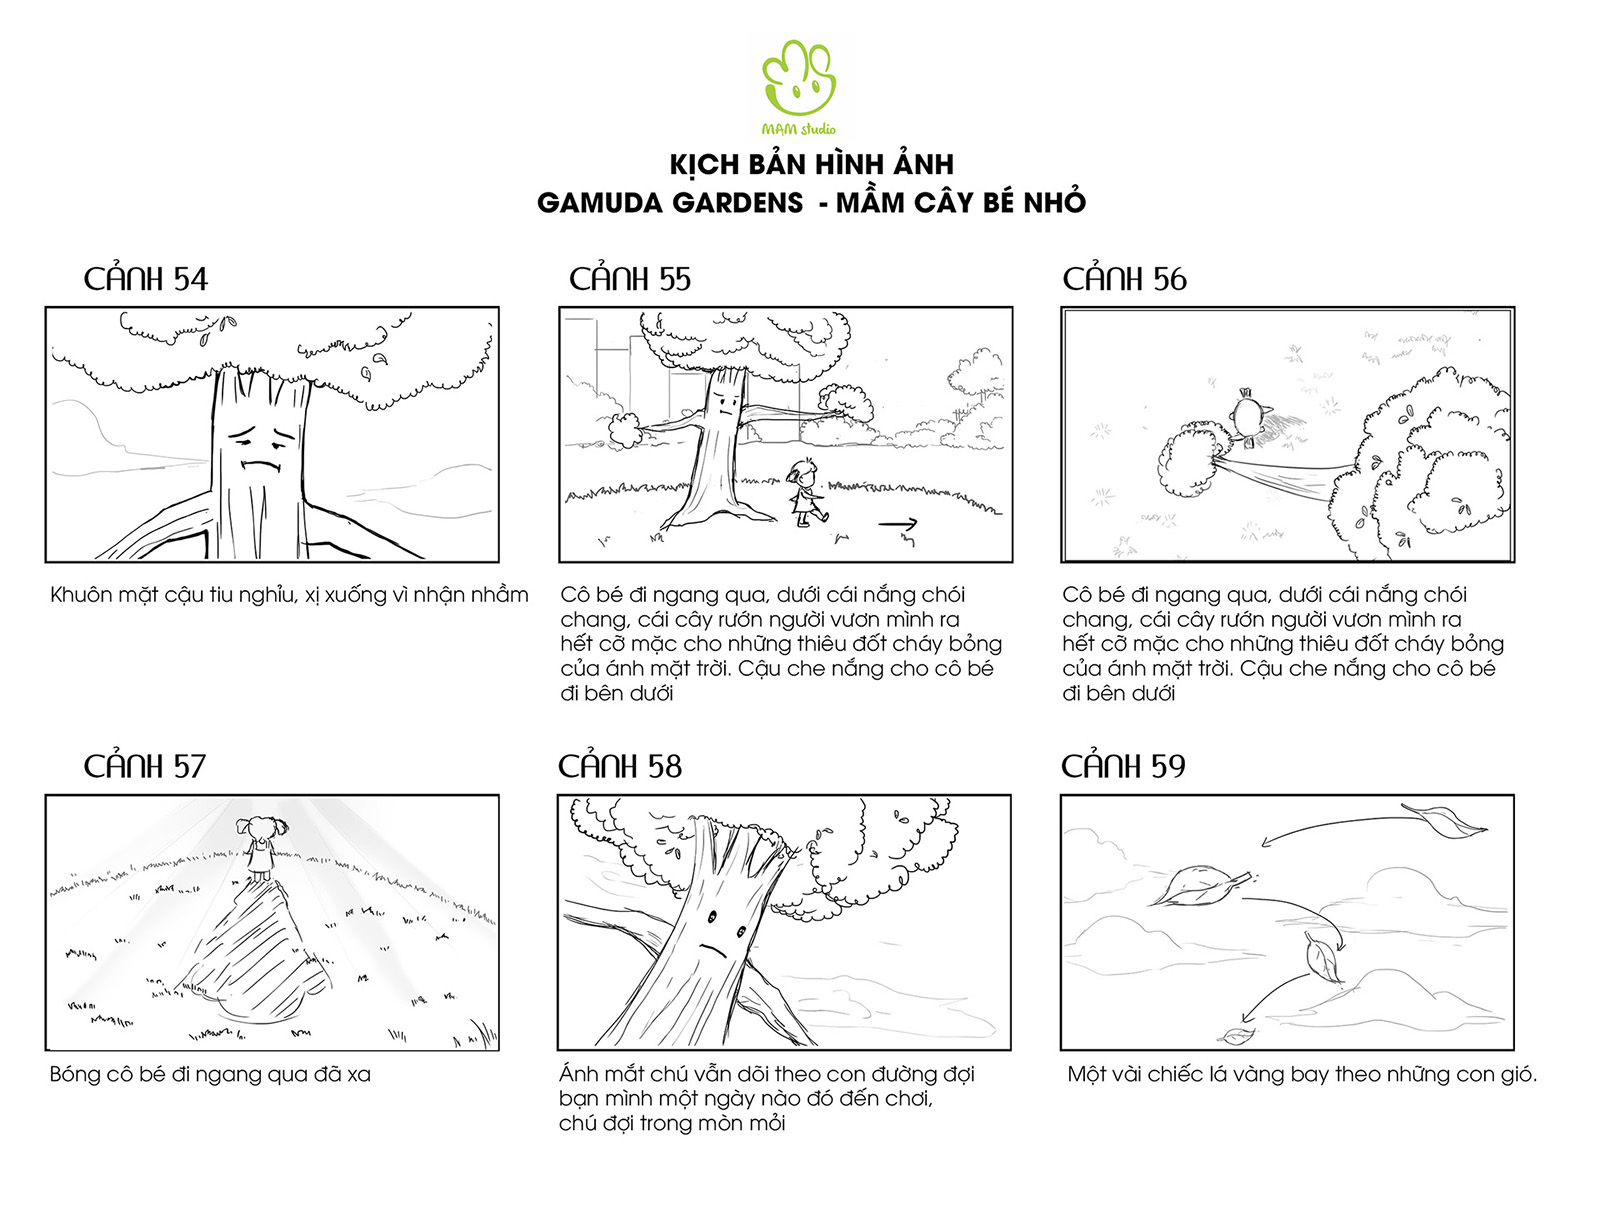 MAM studio
KỊCH BẢN HÌNH ẢNH
GAMUDA GARDENS - MẦM CÂY BÉ NHỎ
CẢNH 54
Khuôn mặt cậu tiu nghỉu, xị xuống vì nhận nhầm
CẢNH 55
Cô bé đi ngang qua, dưới cái nắng chói
chang, cái cây rướn người vươn mình ra
hết cỡ mặc cho những thiêu đốt cháy bỏng
của ánh mặt trời. Cậu che nắng cho cô bé
đi bên dưới
CẢNH 56
Cô bé đi ngang qua, dưới cái nắng chói
chang, cái cây rướn người vươn mình ra
hết cỡ mặc cho những thiêu đốt cháy bỏng
của ánh mặt trời. Cậu che nắng cho cô bé
đi bên dưới
CẢNH 57
Bóng cô bé đi ngang qua đã xa
CẢNH 58
Ánh mắt chú vẫn dõi theo con đường đợi
bạn mình một ngày nào đó đến chơi,
chú đợi trong mòn mỏi
CẢNH 59
Một vài chiếc lá vàng bay theo những con gió.